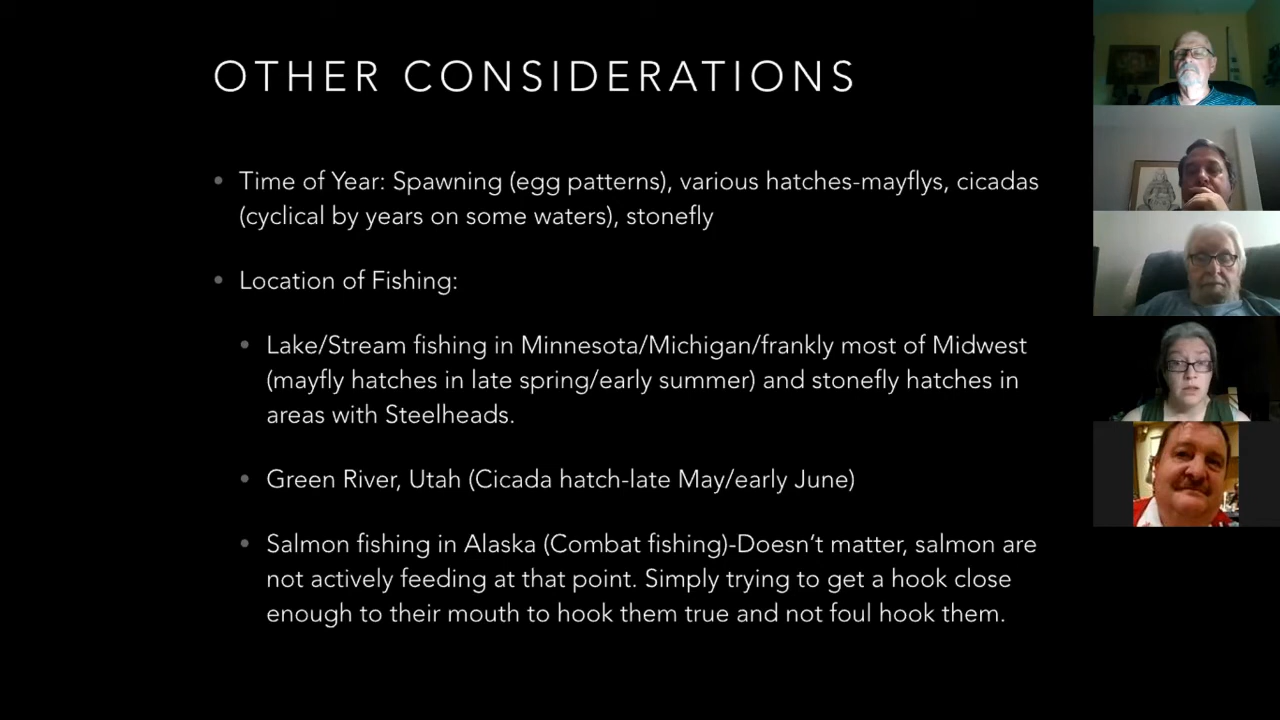 OTHER CONSIDERATIONS
• Time of Year: Spawning (egg patterns), various hatches-mayflys, cicadas
(cyclical by years on some waters), stonefly
• Location of Fishing:
• Lake/Stream fishing in Minnesota/Michigan/frankly most of Midwest
(mayfly hatches in late spring/early summer) and stonefly hatches in
areas with Steelheads.
• Green River, Utah (Cicada hatch-late May/early June)
• Salmon fishing in Alaska (Combat fishing)-Doesn’t matter, salmon are
not actively feeding at that point. Simply trying to get a hook close
enough to their mouth to hook them true and not foul hook them.